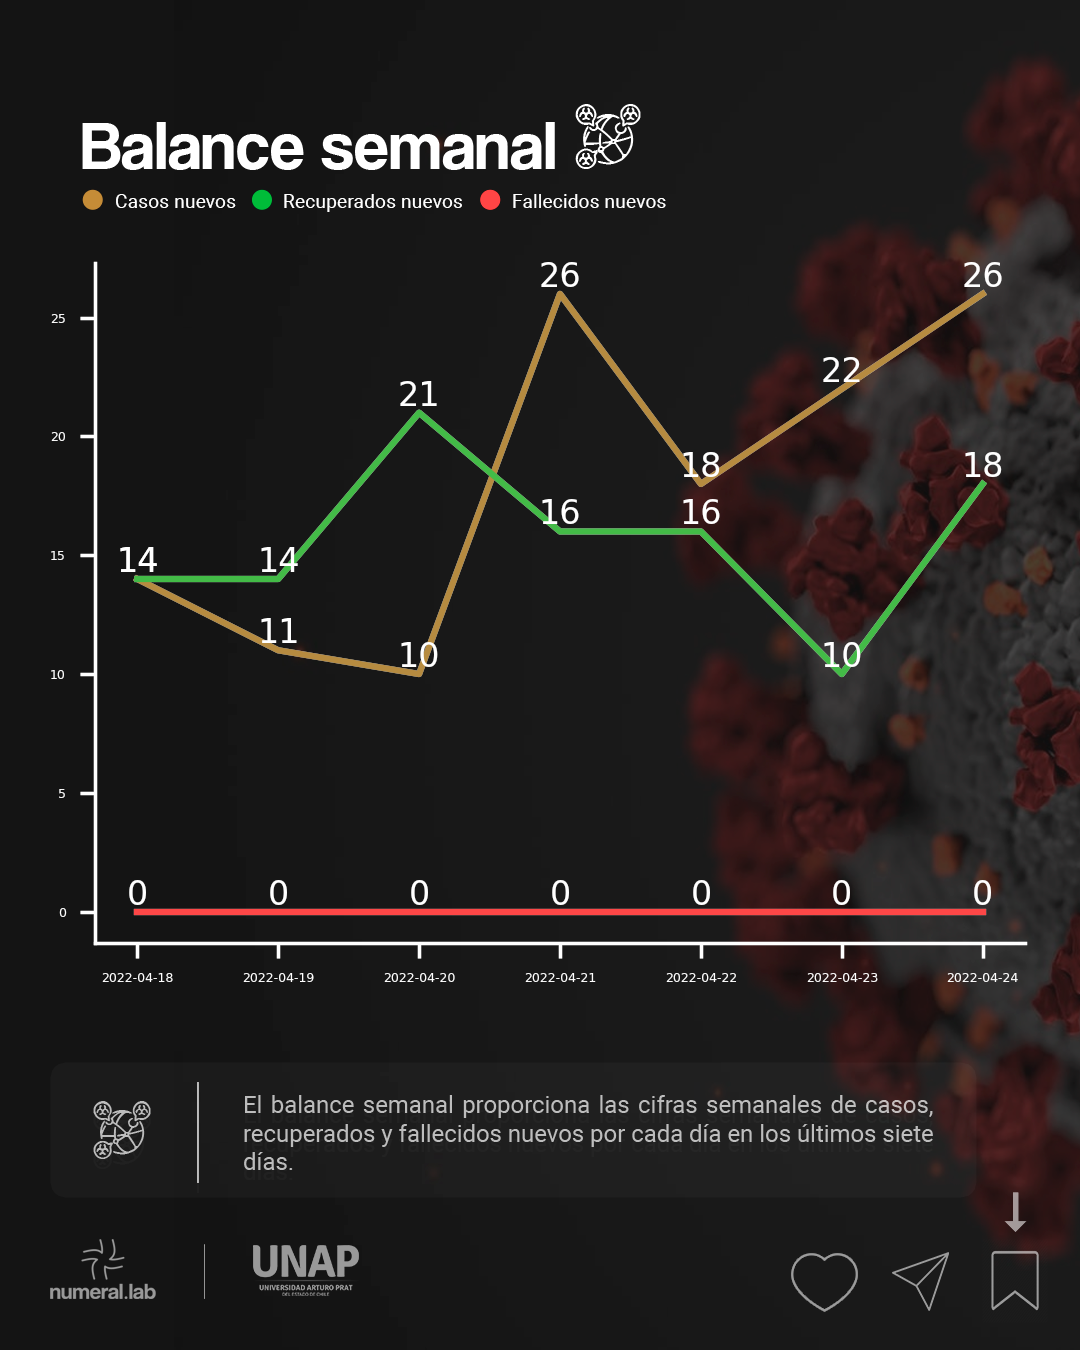 Balance semanal
Casos nuevos Recuperados nuevos Fallecidos nuevos
26 26
25
22
21
20
18 18
16 16
14 14
15
11
10 10
10
5
0 0 0 0 0 0 0
0
2022-04-18 2022-04-19 2022-04-20 2022-04-21 2022-04-22 2022-04-23 2022-04-24
El balance semanal proporciona las cifras semanales de casos,
recuperados y fallecidos nuevos por cada día en los últimos siete
días.
numeral.lab
UNAP
UNIVERSIDAD ARTURO PRAT
DEL ESTADO DE CHILE